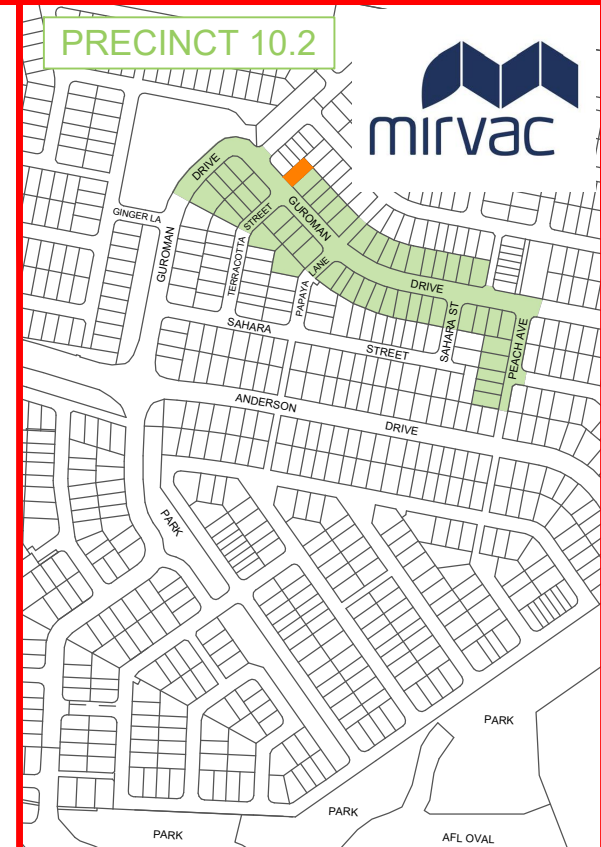 PRECINCT 10.2
mirvac
DRIVE
GINGER LA
STREET
GUROMAN
GUROMAN
TERRACOTTA
LANE
PAPAYA
DRIVE
SAHARA
STREET
SAHARA ST
PEACH AVE
ANDERSON
DRIVE
PARK
PARK
PARK
PARK
AFL OVAL